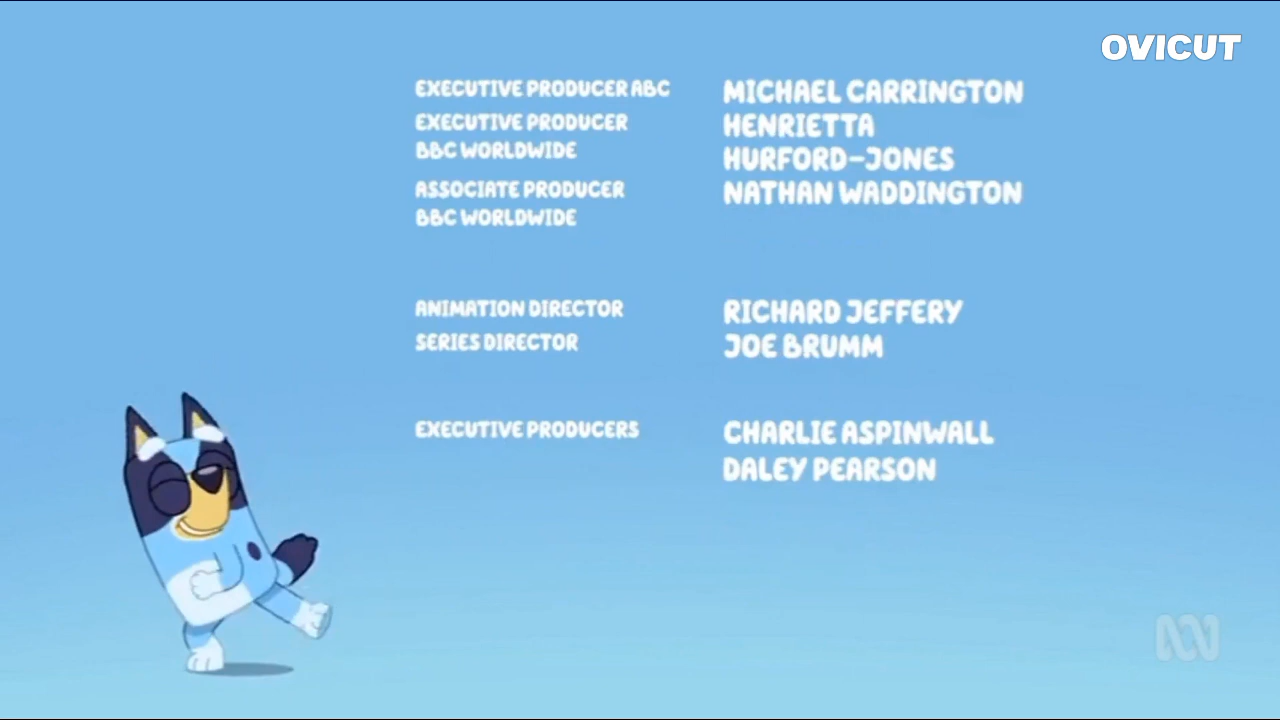 OVICUT
EXECUTIVE PRODUCER ABC MICHAEL CARRINGTON
EXECUTIVE PRODUCER HENRIETTA
BBC WORLDWIDE HURFORD-JONES
ASSOCIATE PRODUCER NATHAN WADDINGTON
BBC WORLDWIDE
ANIMATION DIRECTOR RICHARD JEFFERY
SERIES DIRECTOR JOE BRUMM
EXECUTIVE PRODUCERS CHARLIE ASPINWALL
DALEY PEARSON